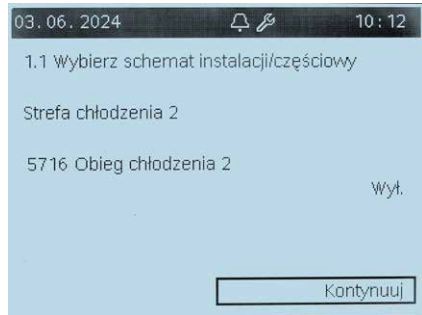 03.06.2024 10:12
1.1 Wybierz schemat instalacji/częściowy
Strefa chłodzenia 2
5716 Obieg chłodzenia 2
Wył.
Kontynuuj